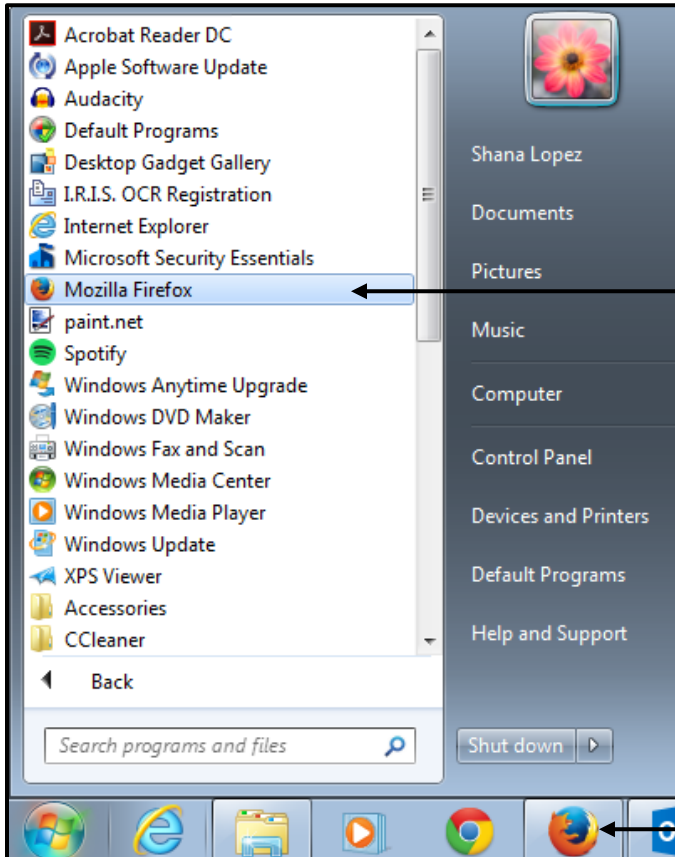 Acrobat Reader DC
Apple Software Update
Audacity
Default Programs
Desktop Gadget Gallery
I.R.I.S. OCR Registration
Internet Explorer
Microsoft Security Essentials
Mozilla Firefox
paint.net
Spotify
Windows Anytime Upgrade
Windows DVD Maker
Windows Fax and Scan
Windows Media Center
Windows Media Player
Windows Update
XPS Viewer
Accessories
CCleaner
Back
Search programs and files
Shana Lopez
Documents
Pictures
Music
Computer
Control Panel
Devices and Printers
Default Programs
Help and Support
Shut down